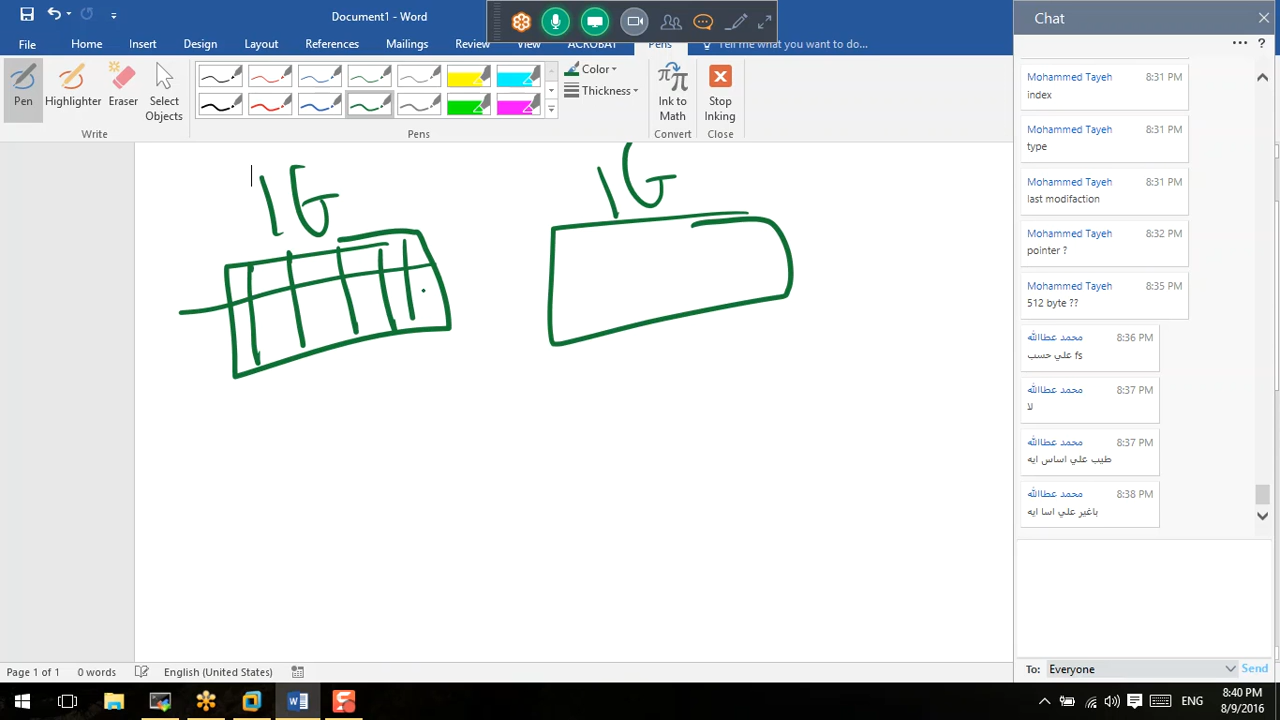 Document1 - Word
File
Home
Insert
Design
Layout
References
Mailings
Review
View
ACROBAT
Pens
Tell me what you want to do...
Pen
Highlighter
Eraser
Select
Objects
Color
Thickness
Ink to
Math
Stop
Inking
Write
Pens
Convert
Close
1G
1G
Chat
Mohammed Tayeh 8:31 PM
index
Mohammed Tayeh 8:31 PM
type
Mohammed Tayeh 8:31 PM
last modifaction
Mohammed Tayeh 8:32 PM
pointer ?
Mohammed Tayeh 8:35 PM
512 byte ??
محمد عطاالله 8:36 PM
علي حسب fs
محمد عطاالله 8:37 PM
لا
محمد عطاالله 8:37 PM
طيب علي اساس ايه
محمد عطاالله 8:38 PM
باغير علي اسا ايه
To: Everyone Send
Page 1 of 1 0 words English (United States)
ENG
8:40 PM
8/9/2016